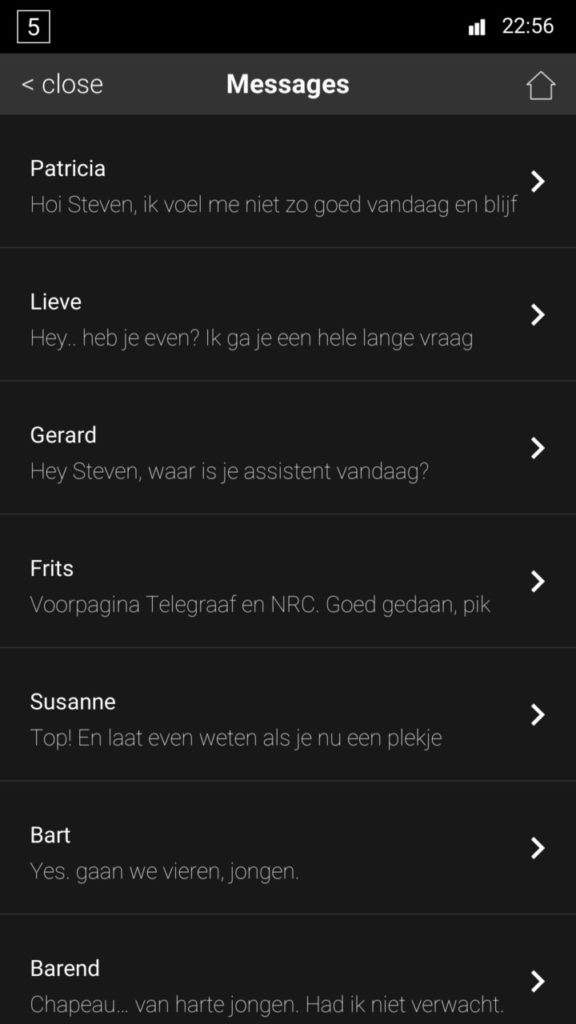 5
22:56
< close
Messages
Patricia
Hoi Steven, ik voel me niet zo goed vandaag en blijf
Lieve
Hey.. heb je even? Ik ga je een hele lange vraag
Gerard
Hey Steven, waar is je assistent vandaag?
Frits
Voorpagina Telegraaf en NRC. Goed gedaan, pik
Susanne
Top! En laat even weten als je nu een plekje
Bart
Yes. gaan we vieren, jongen.
Barend
Chapeau... van harte jongen. Had ik niet verwacht.